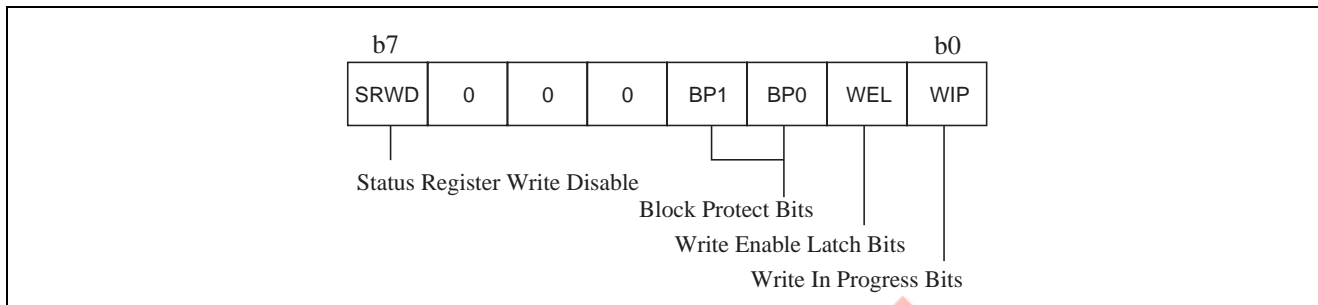 b7 b0
SRWD 0 0 0 BP1 BP0 WEL WIP
Status Register Write Disable
Block Protect Bits
Write Enable Latch Bits
Write In Progress Bits